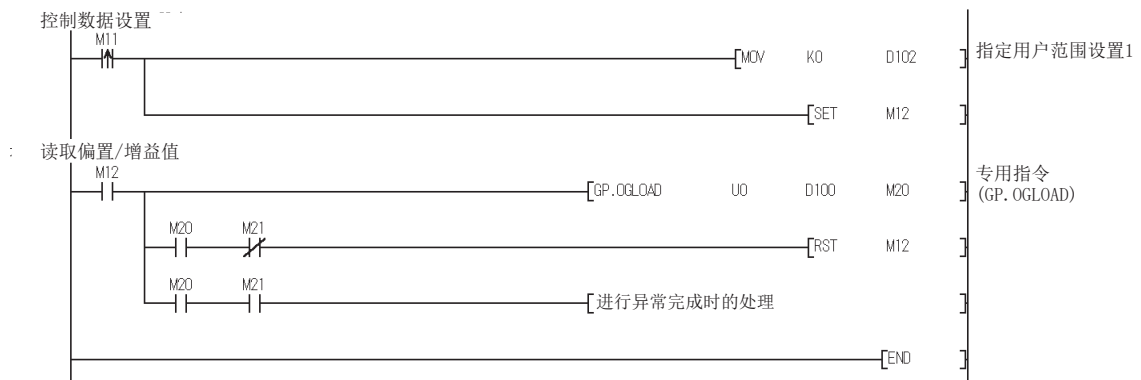 控制数据设置
M11
MOV K0 D102 指定用户范围设置1
SET M12
: 读取偏置/增益值
M12
GP.OGLOAD U0 D100 M20 专用指令
(GP.OGLOAD)
M20 M21
RST M12
M20 M21
进行异常完成时的处理
END